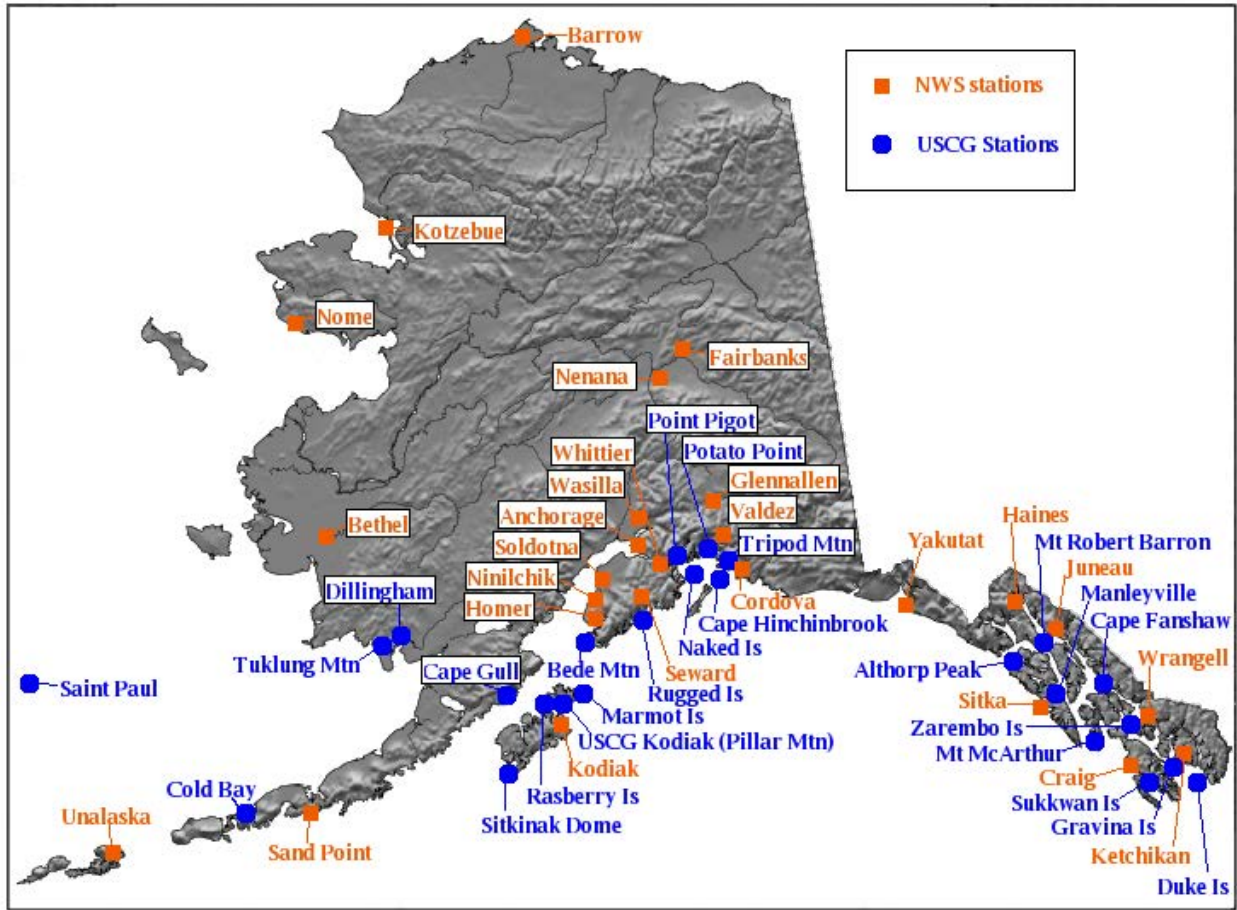 Barrow
NWS stations
USCG Stations
Kotzebue
Nome
Fairbanks
Nenana
Point Pigot
Potato Point
Whittier
Glennallen
Wasilla
Valdez
Anchorage
Bethel
Tripod Mtn
Soldotna
Ninilchik
Dillingham
Homer
Cordova
Cape Hinchinbrook
Naked Is
Tuklung Mtn
Cape Gull
Bede Mtn
Seward
Rugged Is
Saint Paul
Marmot Is
USCG Kodiak (Pillar Mtn)
Kodiak
Rasberry Is
Sitkinak Dome
Cold Bay
Unalaska
Sand Point
Haines
Yakutat
Mt Robert Barron
Juneau
Manleyville
Cape Fanshaw
Wrangell
Althorp Peak
Sitka
Zarembo Is
Mt McArthur
Craig
Sukkwan Is
Gravina Is
Ketchikan
Duke Is